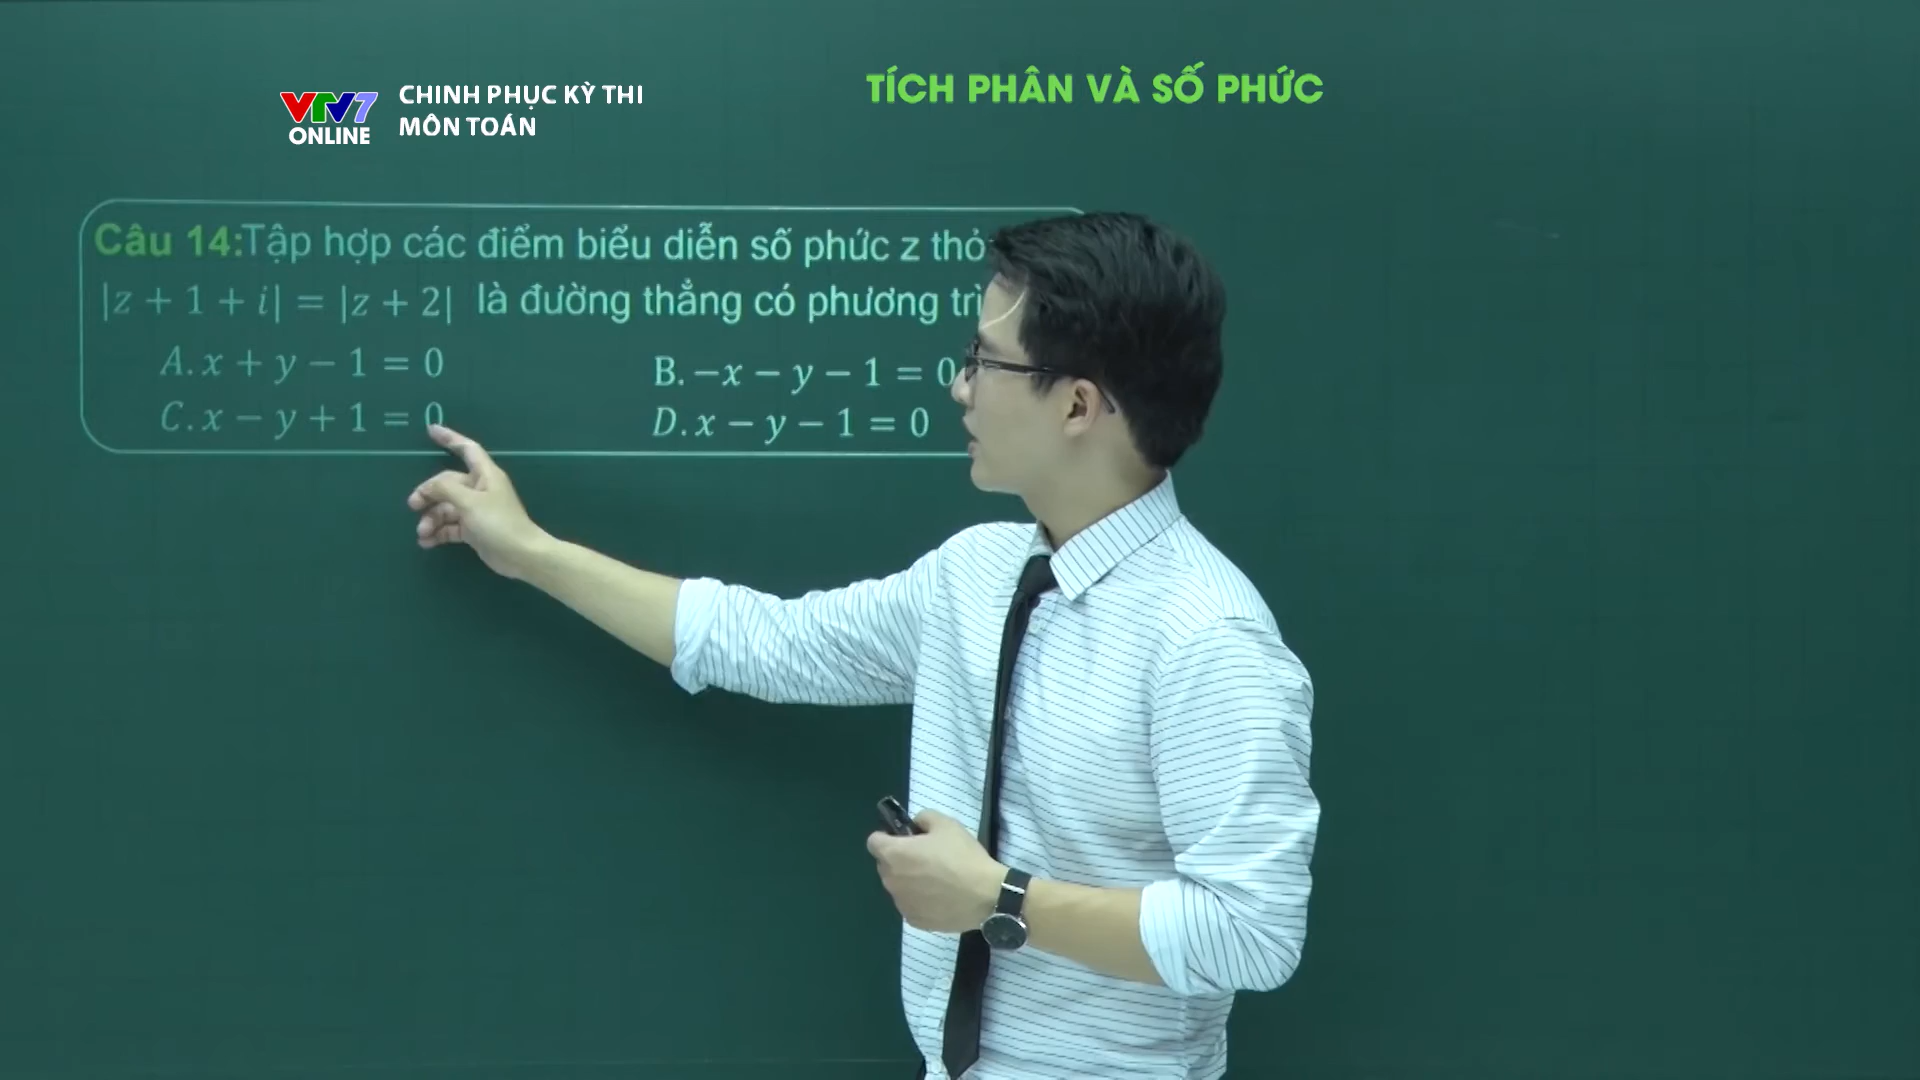 VTV7
ONLINE
CHINH PHỤC KỲ THI
MÔN TOÁN
TÍCH PHÂN VÀ SỐ PHỨC
Câu 14:Tập hợp các điểm biểu diễn số phức z
|z + 1 + i| = |z + 2| là đường thẳng có phương
A. x + y − 1 = 0
B. −x − y − 1 = 0
C. x − y + 1 = 0
D. x − y − 1 = 0